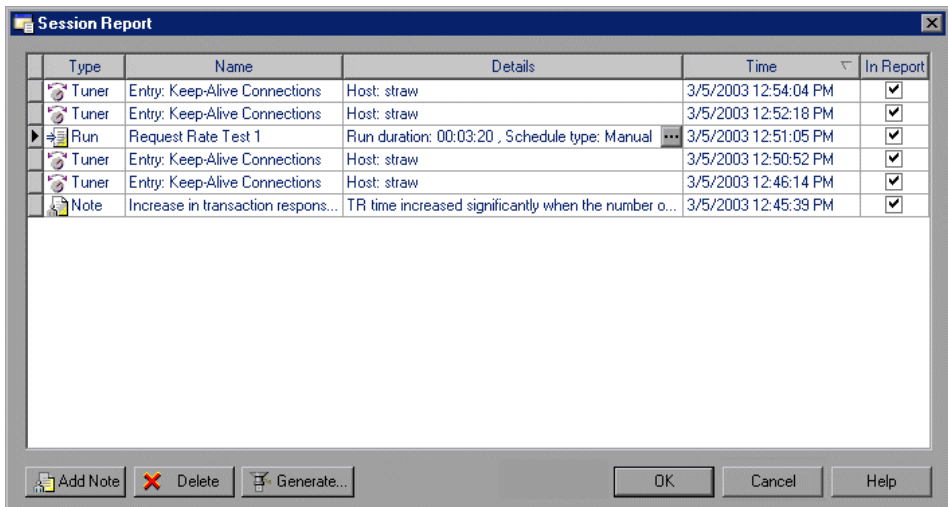 Session Report
Type Name Details Time In Report
Tuner Entry: Keep-Alive Connections Host: straw 3/5/2003 12:54:04 PM
Tuner Entry: Keep-Alive Connections Host: straw 3/5/2003 12:52:18 PM
Run Request Rate Test 1 Run duration: 00:03:20 , Schedule type: Manual ... 3/5/2003 12:51:05 PM
Tuner Entry: Keep-Alive Connections Host: straw 3/5/2003 12:50:52 PM
Tuner Entry: Keep-Alive Connections Host: straw 3/5/2003 12:46:14 PM
Note Increase in transaction respons... TR time increased significantly when the number o... 3/5/2003 12:45:39 PM
Add Note Delete Generate... OK Cancel Help